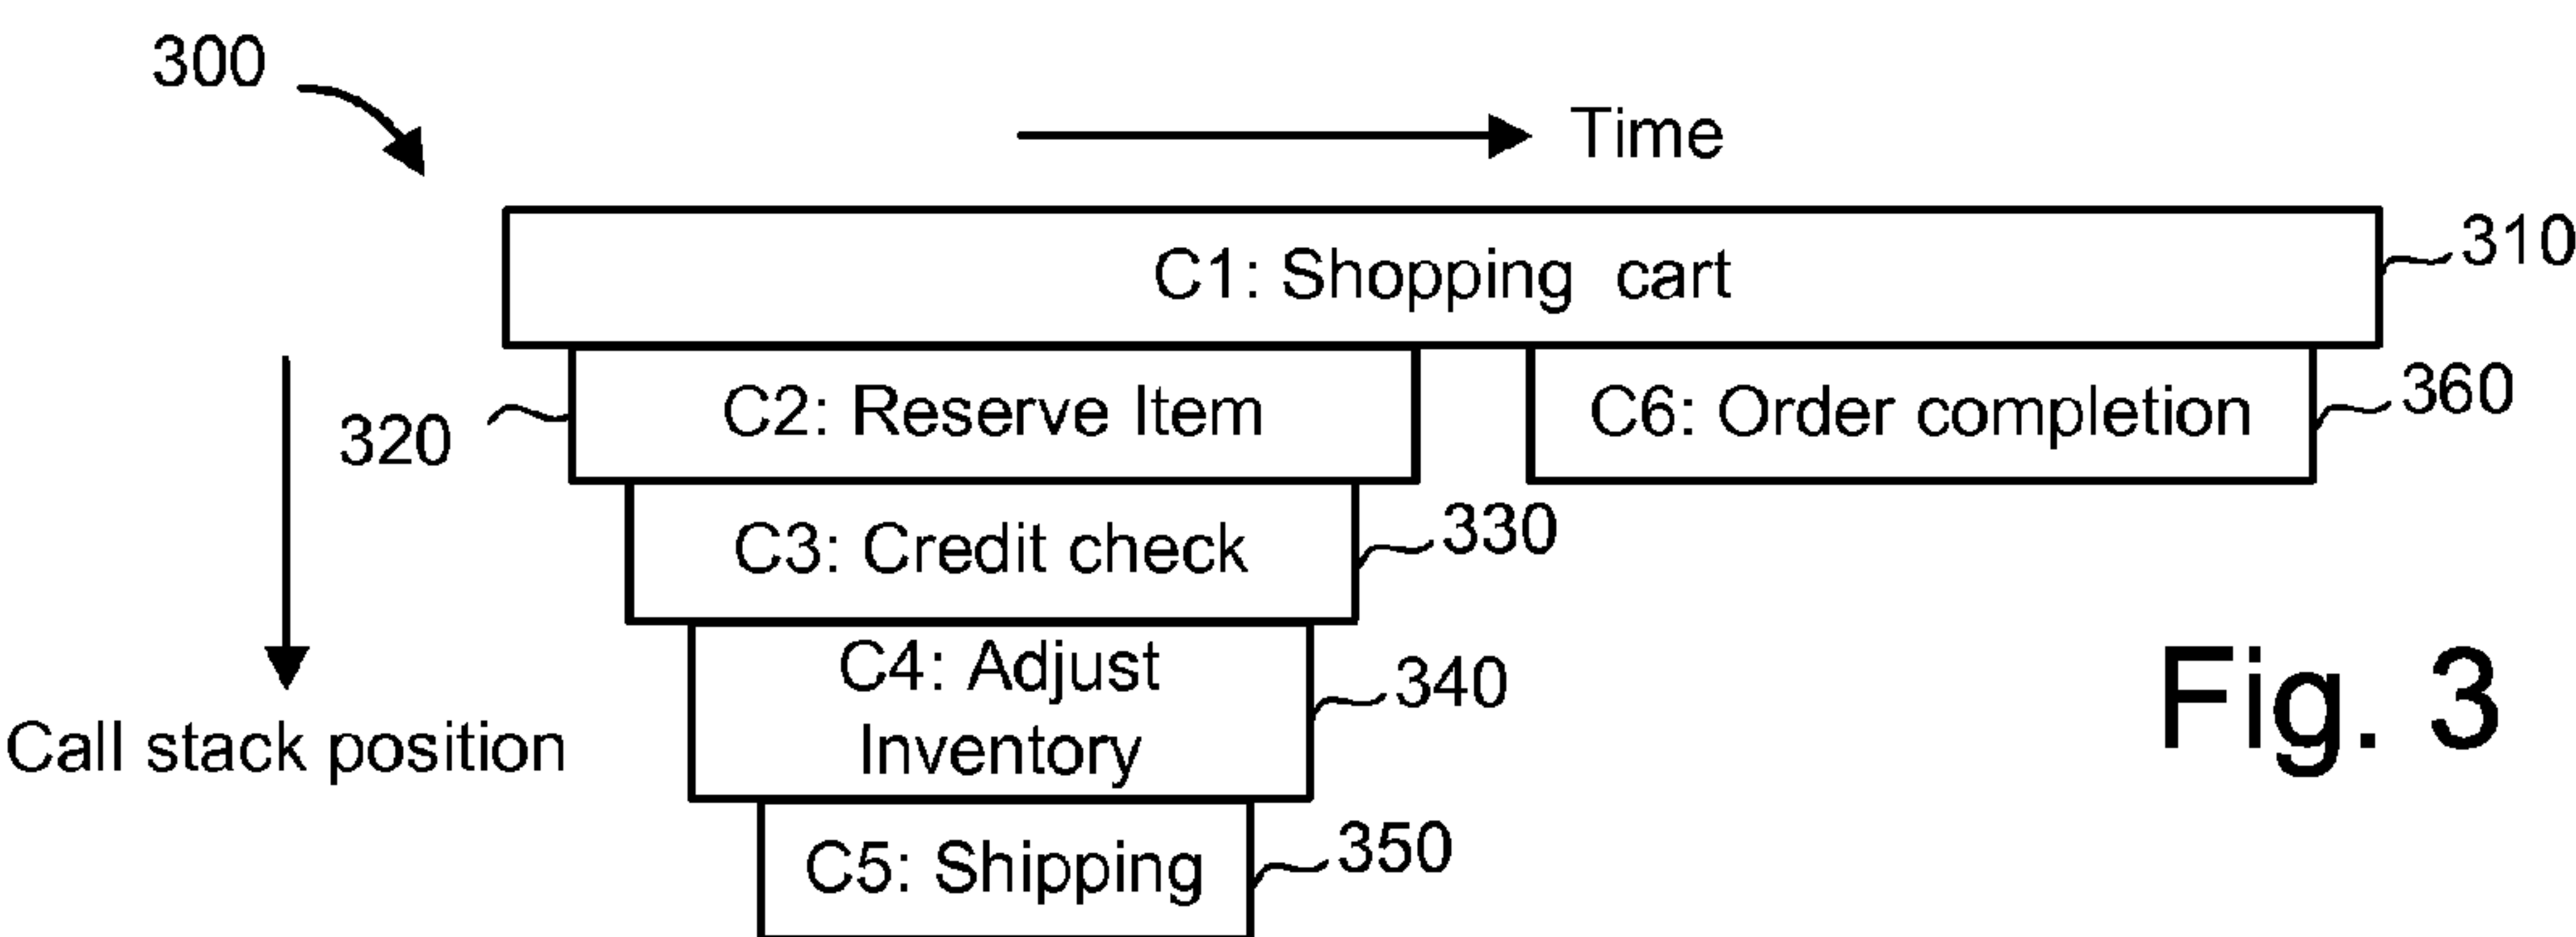 300
Time
C1: Shopping cart
310
C2: Reserve Item
C6: Order completion
360
320
C3: Credit check
330
C4: Adjust
Inventory
340
Call stack position
Fig. 3
C5: Shipping
350